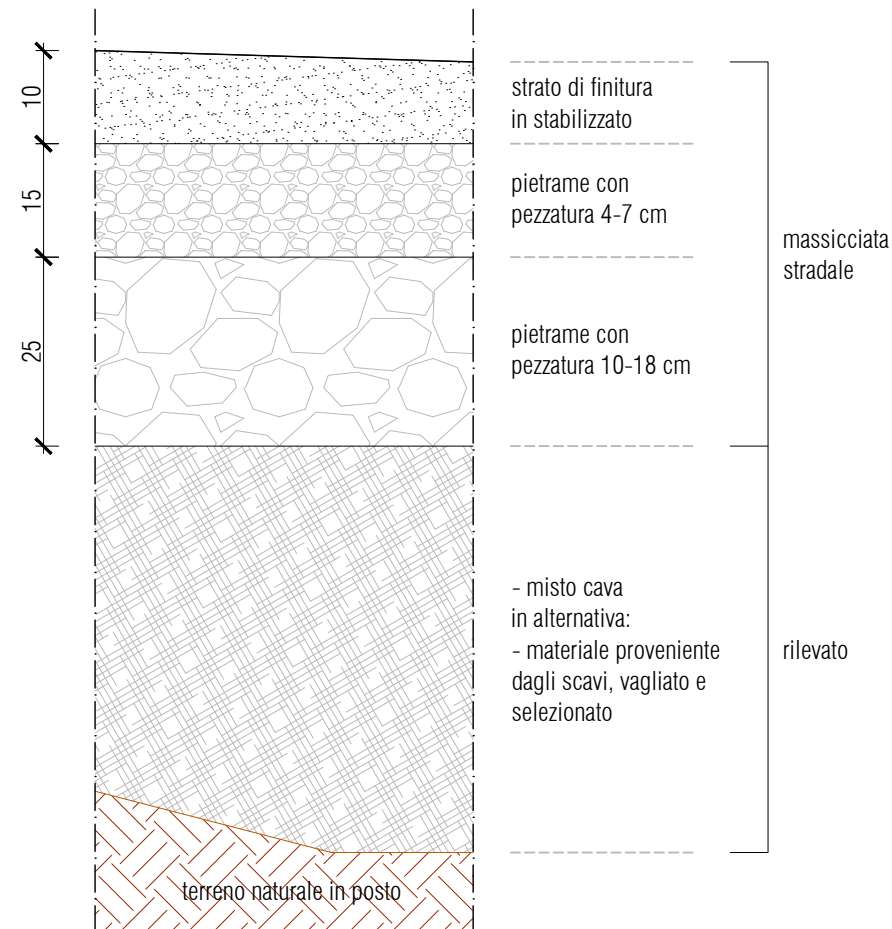 10
strato di finitura
in stabilizzato
15
pietrame con
pezzatura 4-7 cm
massicciata
stradale
25
pietrame con
pezzatura 10-18 cm
- misto cava
in alternativa:
- materiale proveniente
dagli scavi, vagliato e
selezionato
rilevato
terreno naturale in posto